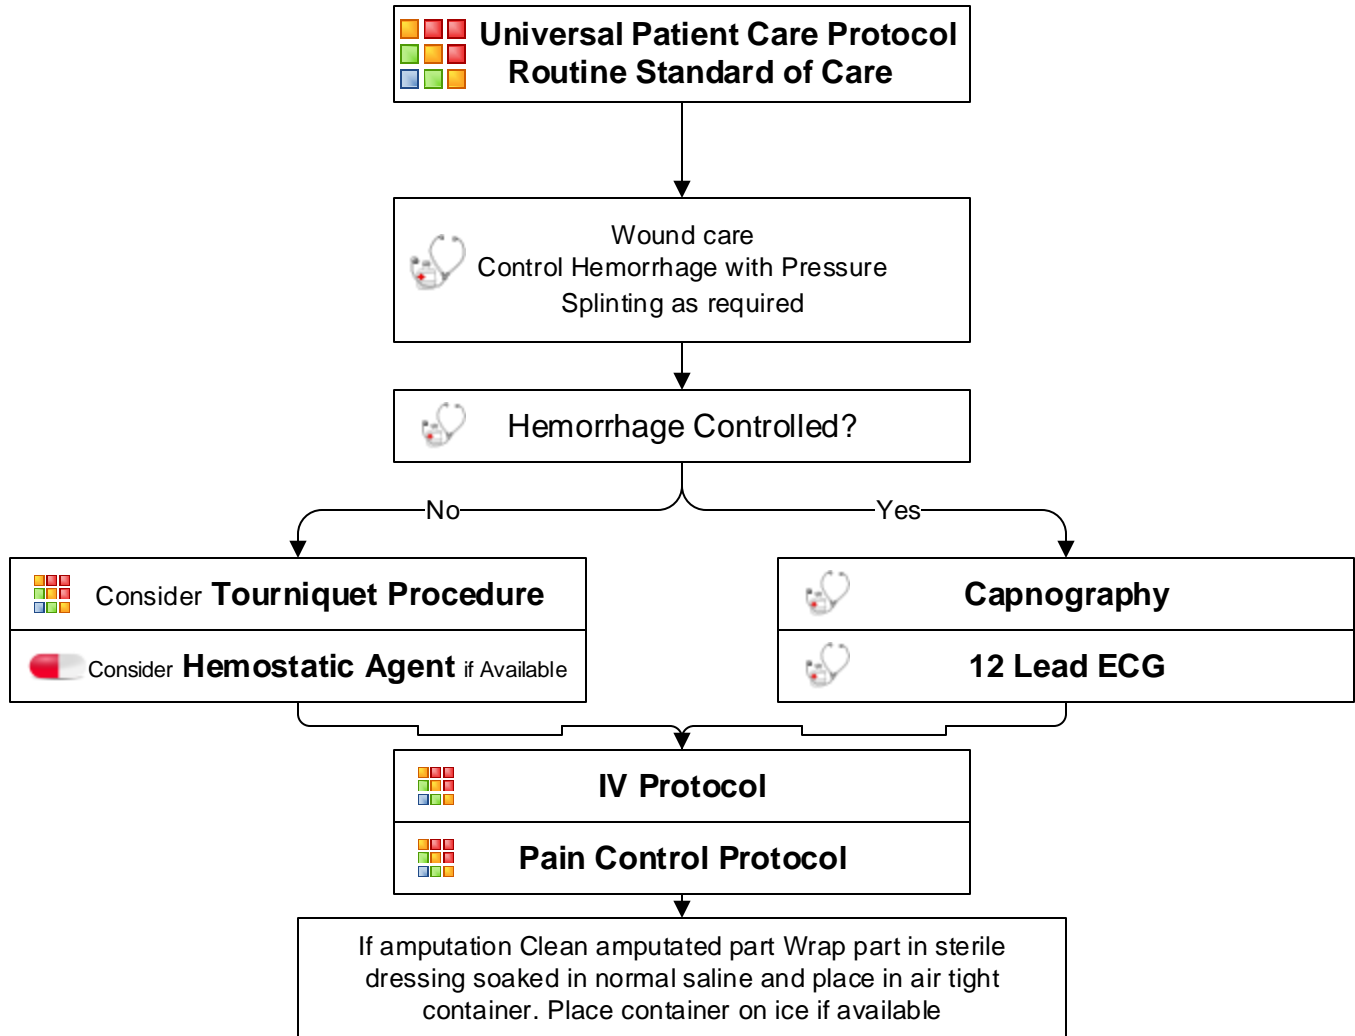 Universal Patient Care Protocol
Routine Standard of Care
Wound care
Control Hemorrhage with Pressure
Splinting as required
Hemorrhage Controlled?
No
Yes
Consider Tourniquet Procedure
Consider Hemostatic Agent if Available
Capnography
12 Lead ECG
IV Protocol
Pain Control Protocol
If amputation Clean amputated part Wrap part in sterile
dressing soaked in normal saline and place in air tight
container. Place container on ice if available